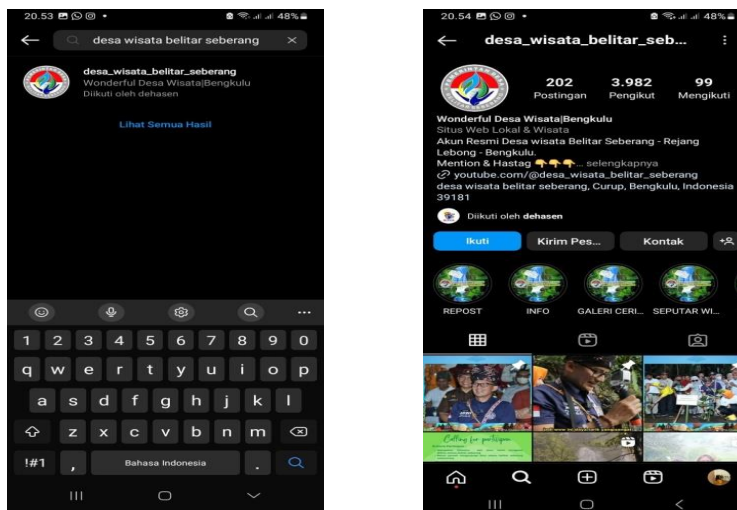 20.53
48%
desa wisata belitar seberang
desa_wisata_belitar_seberang
Wonderful Desa Wisata|Bengkulu
Diikuti oleh dehasen
Lihat Semua Hasil
1 2 3 4 5 6 7 8 9 0
q w e r t y u i o p
a s d f g h j k l
z x c v b n m
!#1 , Bahasa Indonesia .
20.54
48%
desa_wisata_belitar_seb...
202 3.982 99
Postingan Pengikut Mengikuti
Wonderful Desa Wisata|Bengkulu
Situs Web Lokal & Wisata
Akun Resmi Desa wisata Belitar Seberang - Rejang
Lebong - Bengkulu.
Mention & Hastag 👇👇👇... selengkapnya
youtube.com/@desa_wisata_belitar_seberang
desa wisata belitar seberang, Curup, Bengkulu, Indonesia
39181
Diikuti oleh dehasen
Ikuti Kirim Pes... Kontak
REPOST INFO GALERI CERI... SEPUTAR WI...